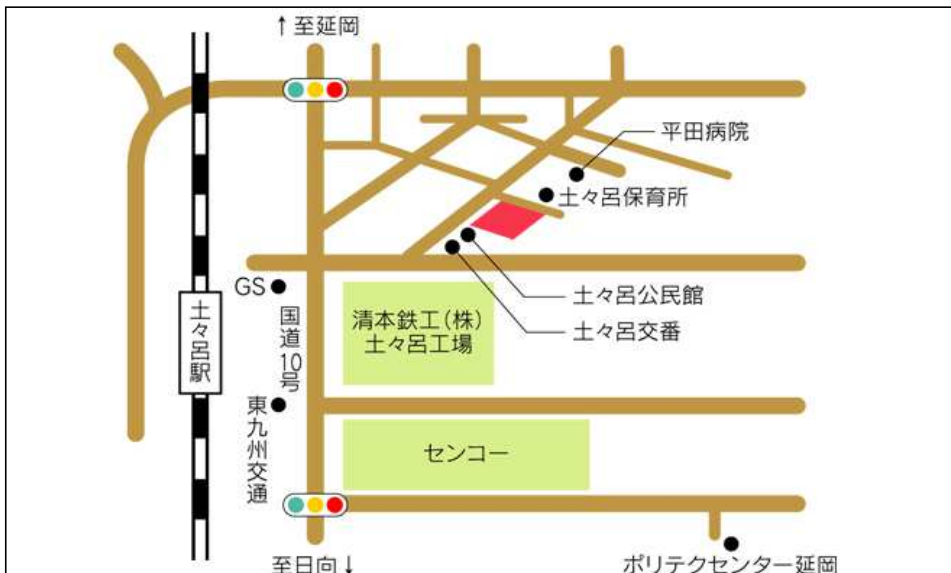 ↑至延岡
平田病院
土々呂保育所
土々呂公民館
土々呂交番
GS
国道10号
清本鉄工(株)
土々呂工場
土々呂駅
東九州交通
センコー
至日向↓
ポリテクセンター延岡